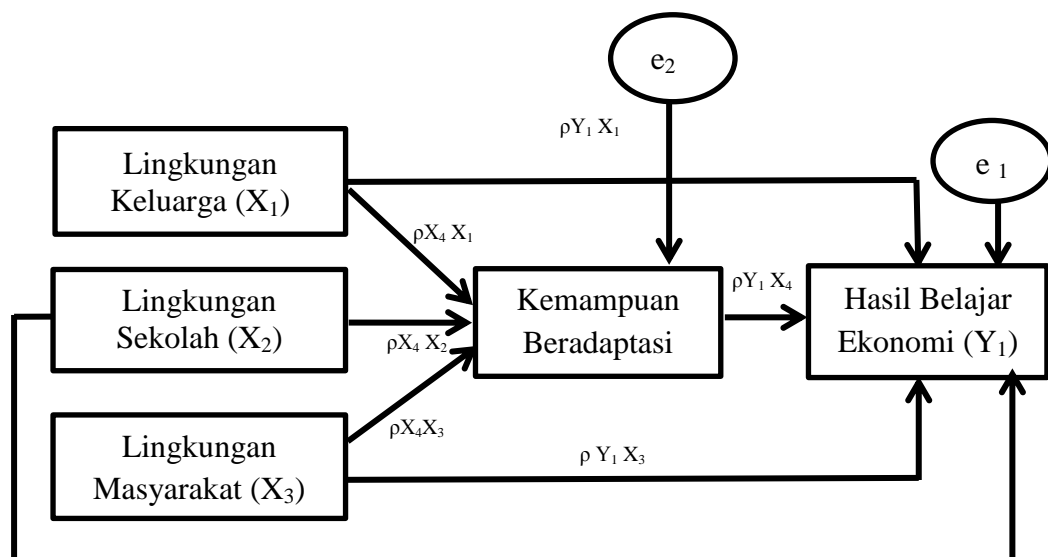 e₂
ρY₁ X₁
e ₁
Lingkungan
Keluarga (X₁)
ρX₄ X₁
Lingkungan
Sekolah (X₂)
ρX₄ X₂
Kemampuan
Beradaptasi
ρY₁ X₄
Hasil Belajar
Ekonomi (Y₁)
ρX₄X₃
Lingkungan
Masyarakat (X₃)
ρ Y₁ X₃